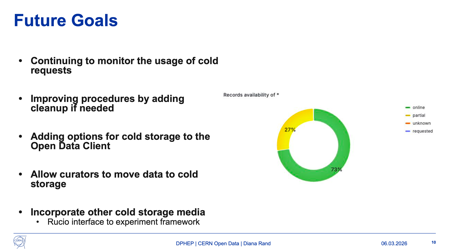 Future Goals
• Continuing to monitor the usage of cold
requests
• Improving procedures by adding
cleanup if needed
• Adding options for cold storage to the
Open Data Client
• Allow curators to move data to cold
storage
• Incorporate other cold storage media
• Rucio interface to experiment framework
Records availability of *
27%
73%
online
partial
unknown
requested
DPHEP | CERN Open Data | Diana Rand
06.03.2026